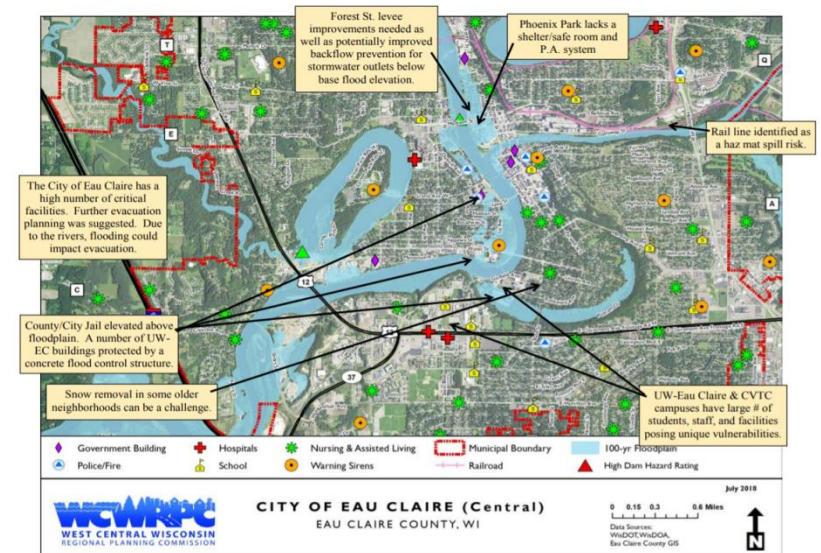 Forest St. levee
improvements needed as
well as potentially improved
backflow prevention for
stormwater outlets below
base flood elevation.
Phoenix Park lacks a
shelter/safe room and
P.A. system
T
Q
E
Rail line identified as
a haz mat spill risk.
The City of Eau Claire has a
high number of critical
facilities. Further evacuation
planning was suggested. Due
to the rivers, flooding could
impact evacuation.
A
C
12
County/City Jail elevated above
floodplain. A number of UW-
EC buildings protected by a
concrete flood control structure.
37
Snow removal in some older
neighborhoods can be a challenge.
UW-Eau Claire & CVTC
campuses have large # of
students, staff, and facilities
posing unique vulnerabilities.
Government Building
Hospitals
Nursing & Assisted Living
Municipal Boundary
100-yr Floodplain
Police/Fire
School
Warning Sirens
Railroad
High Dam Hazard Rating
July 2018
WCWRPC
WEST CENTRAL WISCONSIN
REGIONAL PLANNING COMMISSION
CITY OF EAU CLAIRE (Central)
EAU CLAIRE COUNTY, WI
0 0.15 0.3 0.6 Miles
Data Sources:
WisDOT, WisDOA,
Eau Claire County GIS
N